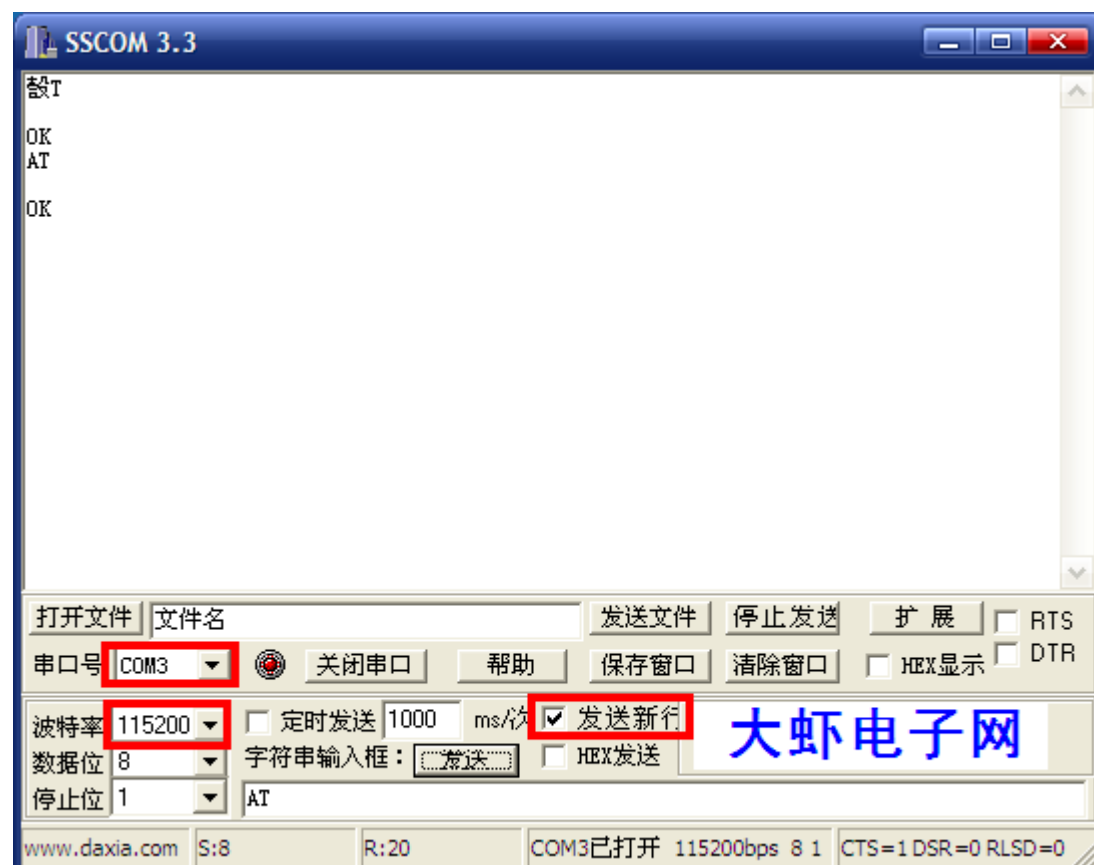 SSCOM 3.3
嗀T
OK
AT
OK
打开文件 文件名 发送文件 停止发送 扩 展 RTS
串口号 COM3 关闭串口 帮助 保存窗口 清除窗口 HEX显示 DTR
波特率 115200 定时发送 1000 ms/次 发送新行 大虾电子网
数据位 8 字符串输入框: 发送 HEX发送
停止位 1 AT
www.daxia.com S:8 R:20 COM3已打开 115200bps 8 1 CTS=1 DSR=0 RLSD=0